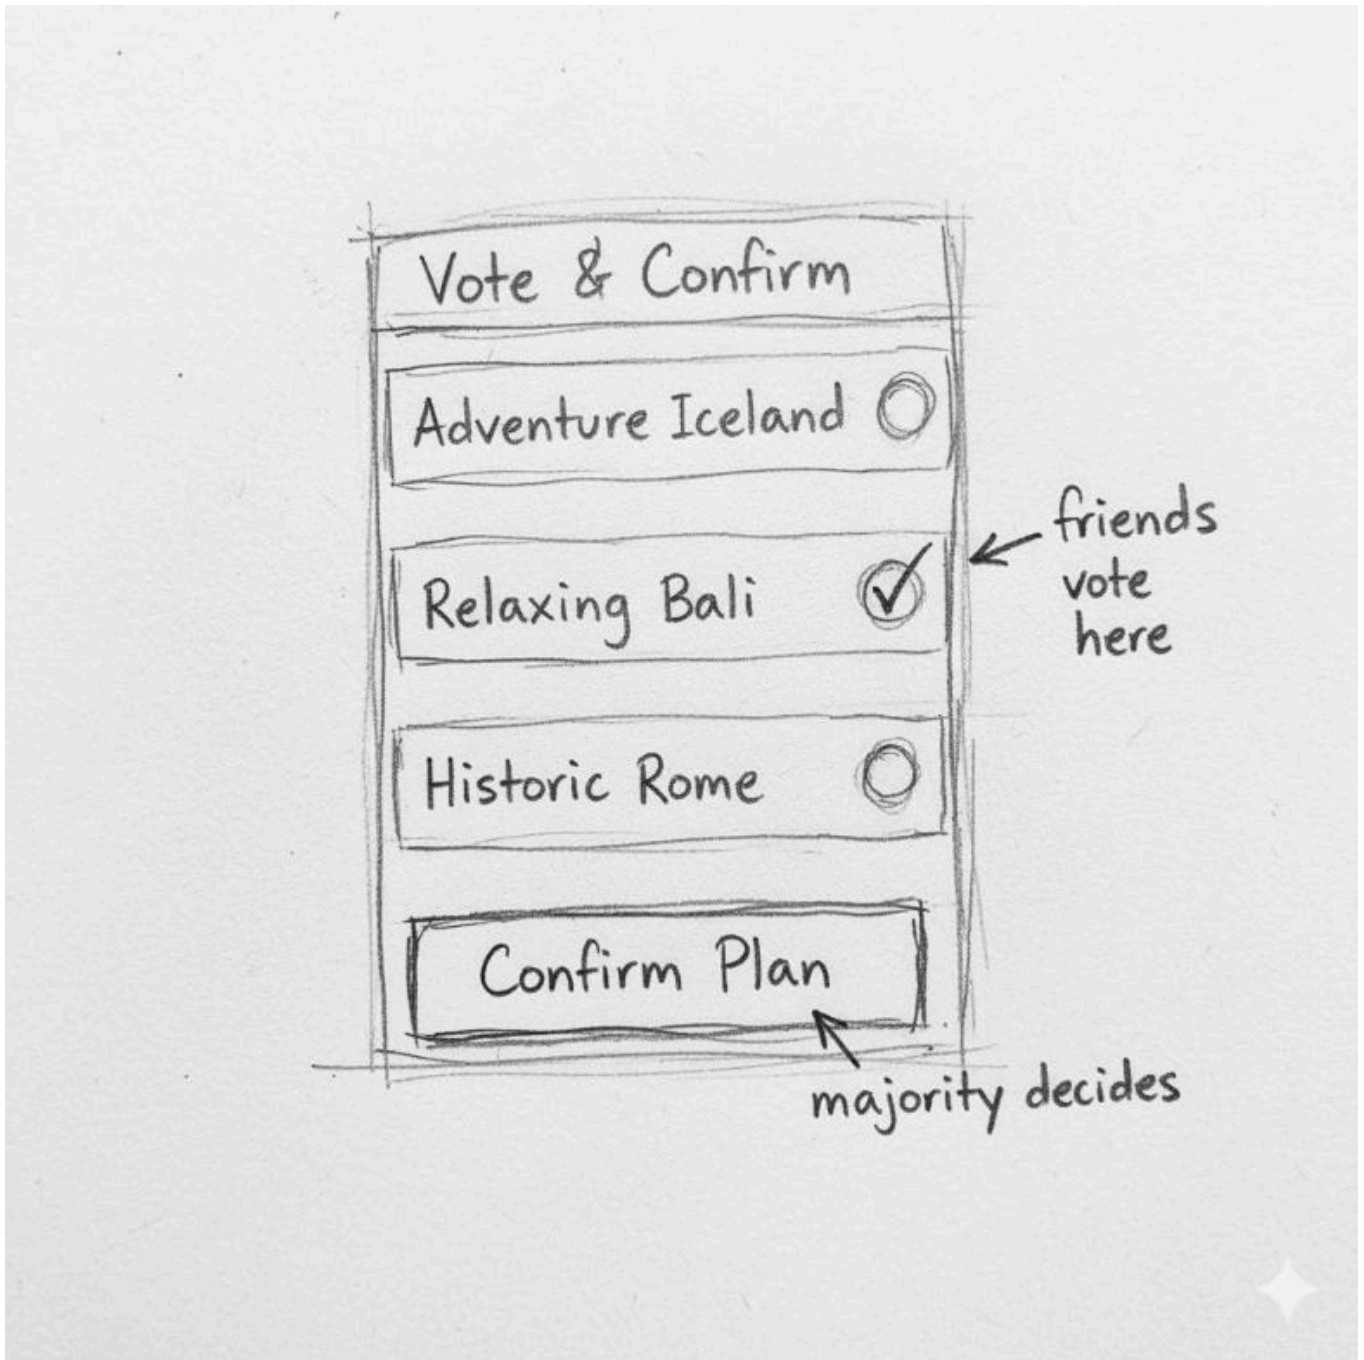 Vote & Confirm
Adventure Iceland
Relaxing Bali
Historic Rome
Confirm Plan
friends
vote
here
majority decides